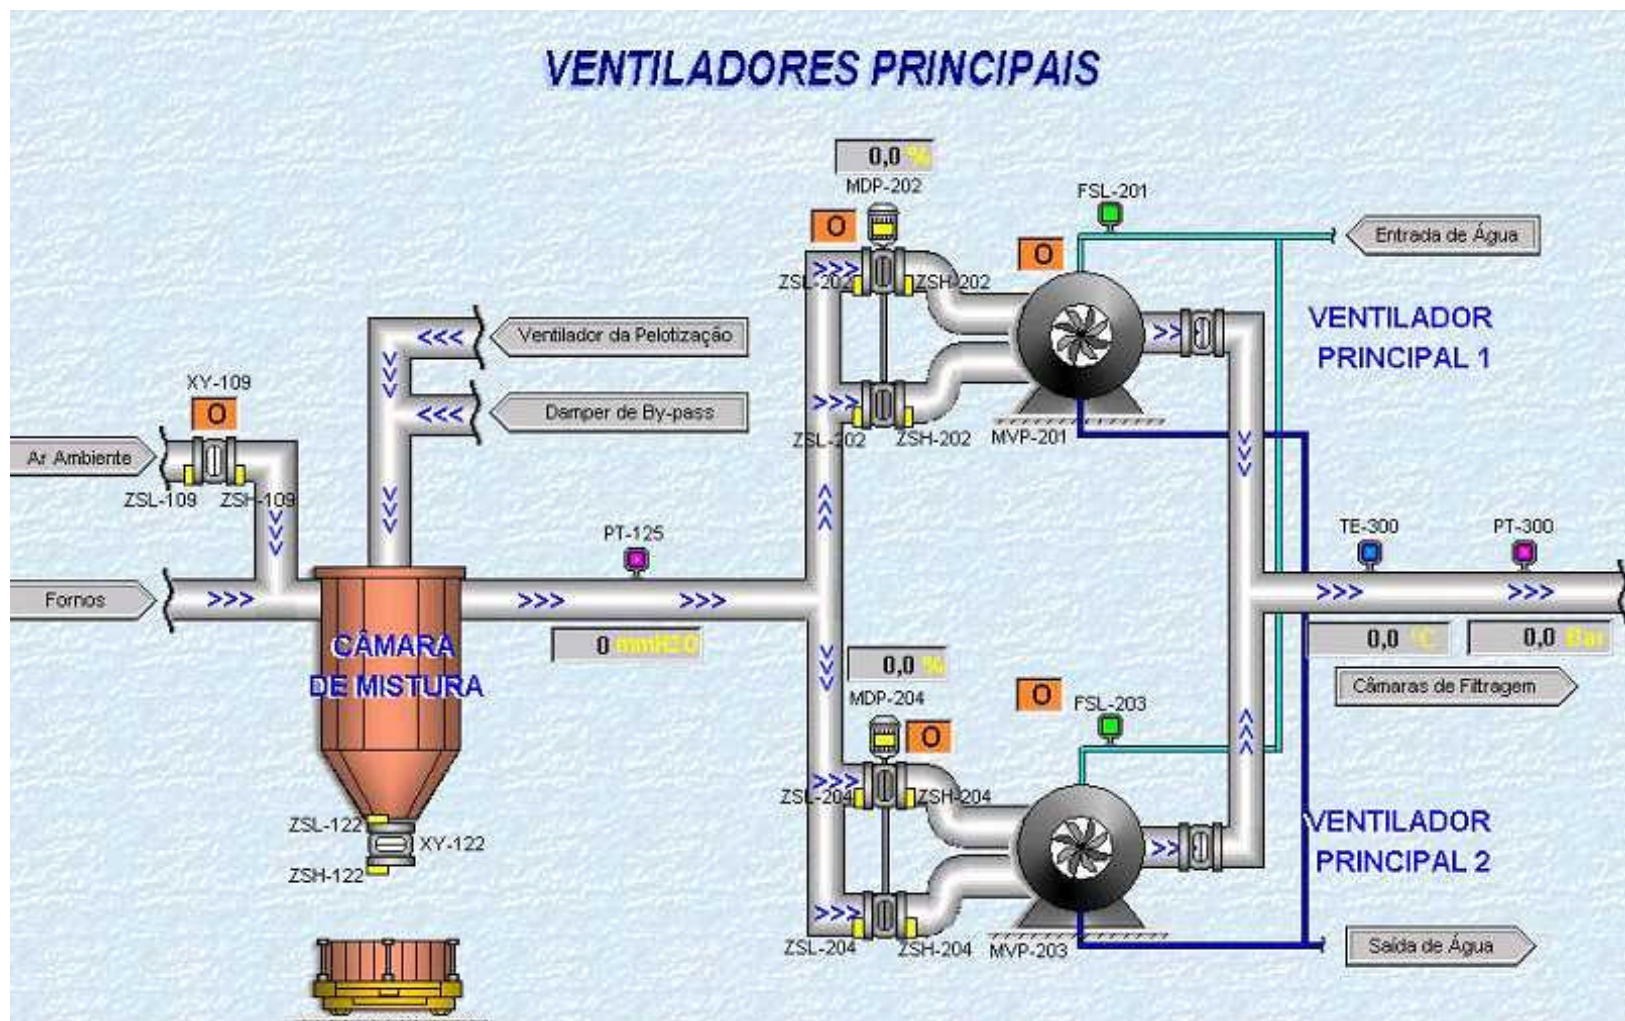 VENTILADORES PRINCIPAIS
0,0 %
MDP-202
FSL-201
O
O
Entrada de Água
ZSL-202
ZSH-202
VENTILADOR
PRINCIPAL 1
Ventilador da Pelotização
XY-109
O
Damper de By-pass
Ar Ambiente
ZSL-109
ZSH-109
ZSL-202
ZSH-202
MVP-201
PT-125
TE-300
PT-300
Fornos
>>>
>>>
>>>
>>>
>>>
0 mmH2O
0,0 °C
0,0 Bar
CÂMARA
DE MISTURA
0,0 %
MDP-204
O
O
FSL-203
Câmaras de Filtragem
ZSL-204
ZSH-204
ZSL-122
XY-122
ZSH-122
VENTILADOR
PRINCIPAL 2
ZSL-204
ZSH-204
MVP-203
Saída de Água